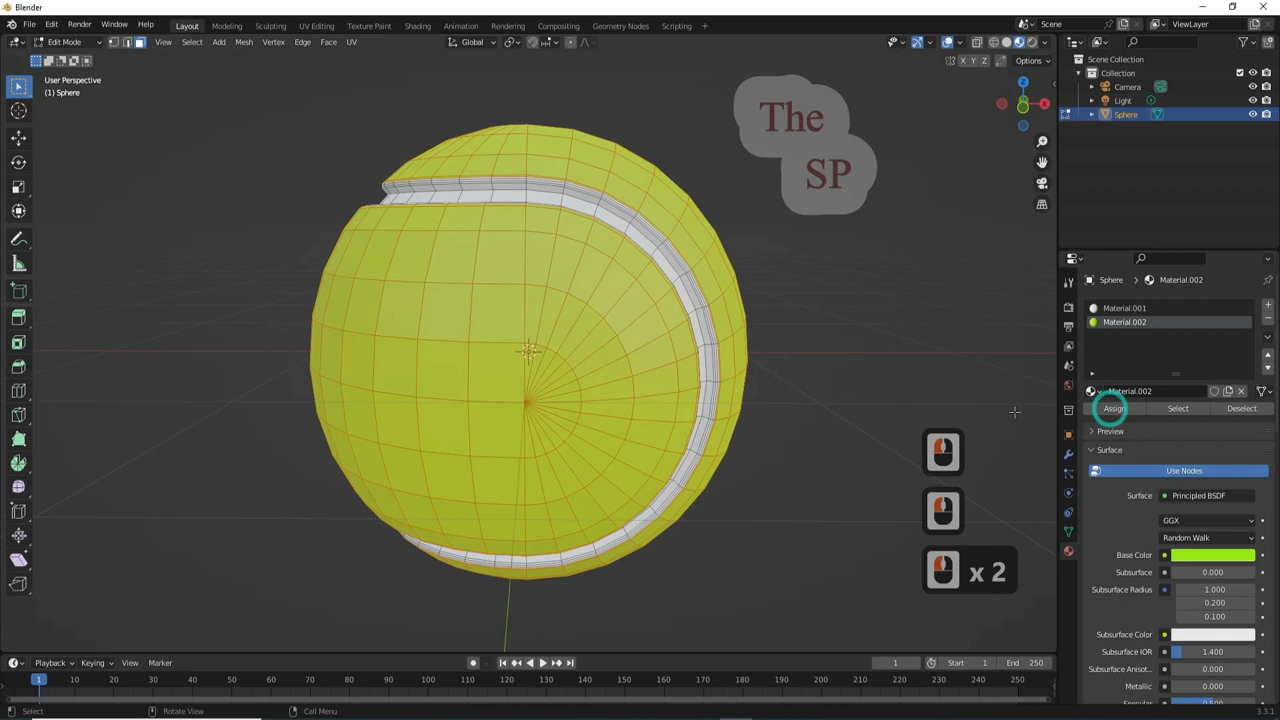 Blender
File Edit Render Window Help Layout Modeling Sculpting UV Editing Texture Paint Shading Animation Rendering Compositing Geometry Nodes Scripting + Scene ViewLayer
Edit Mode View Select Add Mesh Vertex Edge Face UV Global
X Y Z Options
User Perspective
(1) Sphere
The
SP
Z
X
Scene Collection
Collection
Camera
Light
Sphere
Sphere > Material.002
Material.001
Material.002
Material.002
Assign Select Deselect
Preview
Surface
Use Nodes
Surface Principled BSDF
GGX
Random Walk
Base Color
Subsurface 0.000
Subsurface Radius 1.000
0.200
0.100
Subsurface Color
Subsurface IOR 1.400
Subsurface Anisot... 0.000
Metallic 0.000
Specular 0.500
x 2
Playback Keying View Marker 1 Start 1 End 250
1 10 20 30 40 50 60 70 80 90 100 110 120 130 140 150 160 170 180 190 200 210 220 230 240 250
Select Rotate View Call Menu 3.3.1